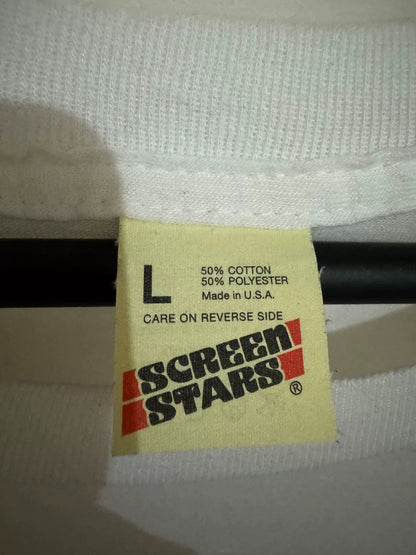 L
50% COTTON
50% POLYESTER
Made in U.S.A.
CARE ON REVERSE SIDE
SCREEN
STARS®